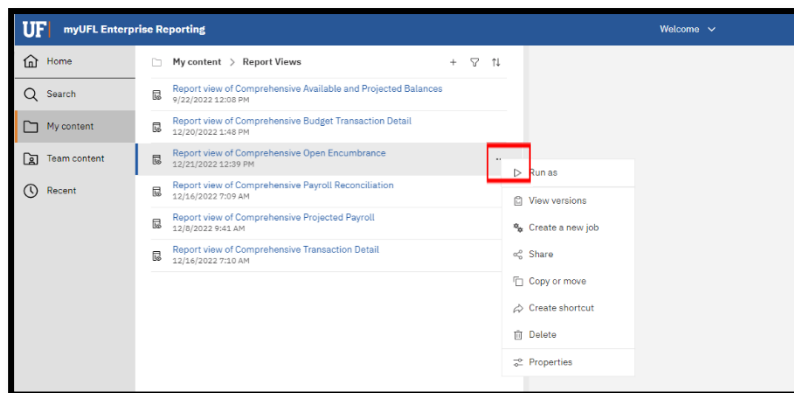 UF myUFL Enterprise Reporting
Welcome
Home
Search
My content
Team content
Recent
My content > Report Views
Report view of Comprehensive Available and Projected Balances
9/22/2022 12:08 PM
Report view of Comprehensive Budget Transaction Detail
12/20/2022 1:48 PM
Report view of Comprehensive Open Encumbrance
12/21/2022 12:39 PM
Report view of Comprehensive Payroll Reconciliation
12/16/2022 7:09 AM
Report view of Comprehensive Projected Payroll
12/8/2022 9:41 AM
Report view of Comprehensive Transaction Detail
12/16/2022 7:10 AM
Run as
View versions
Create a new job
Share
Copy or move
Create shortcut
Delete
Properties